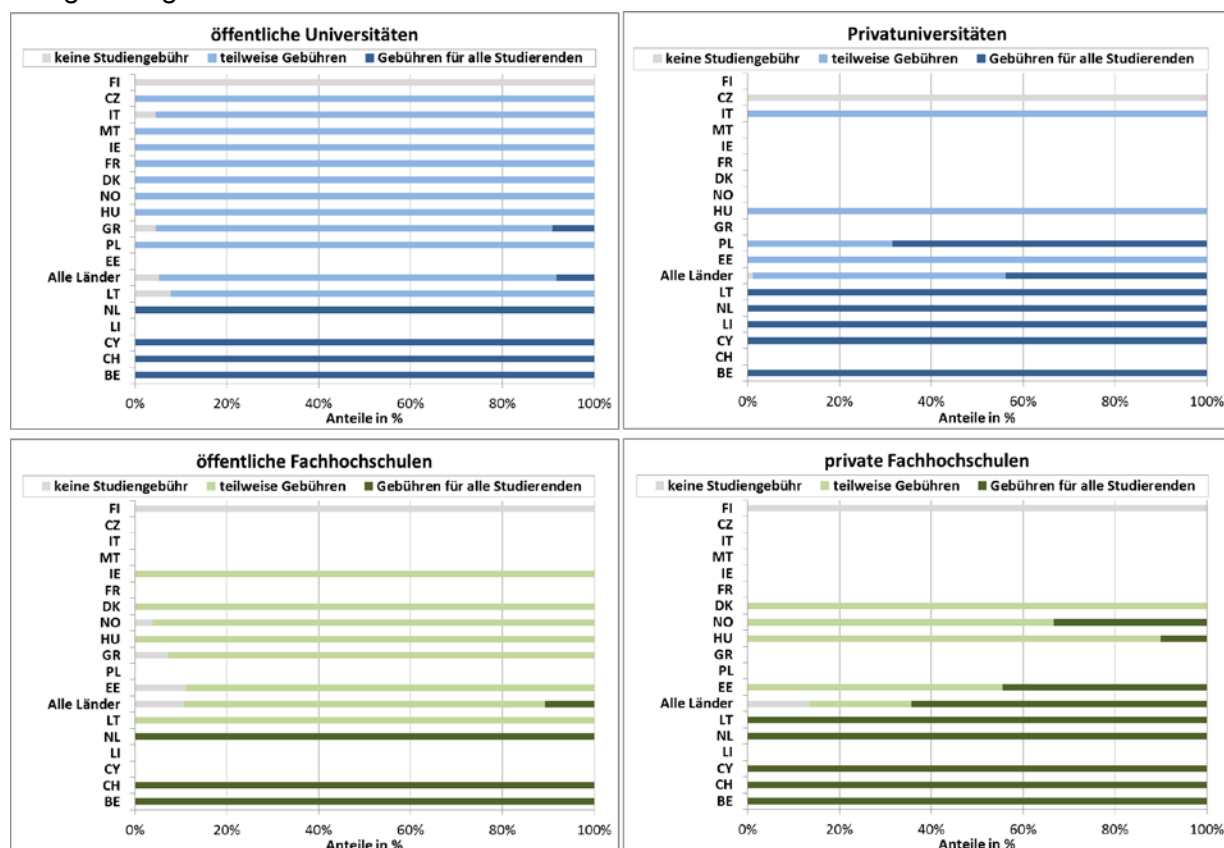 öffentliche Universitäten
keine Studiengebühr teilweise Gebühren Gebühren für alle Studierenden
FI
CZ
IT
MT
IE
FR
DK
NO
HU
GR
PL
EE
Alle Länder
LT
NL
LI
CY
CH
BE
0% 20% 40% 60% 80% 100%
Anteile in %
Privatuniversitäten
keine Studiengebühr teilweise Gebühren Gebühren für alle Studierenden
FI
CZ
IT
MT
IE
FR
DK
NO
HU
GR
PL
EE
Alle Länder
LT
NL
LI
CY
CH
BE
0% 20% 40% 60% 80% 100%
Anteile in %
öffentliche Fachhochschulen
keine Studiengebühr teilweise Gebühren Gebühren für alle Studierenden
FI
CZ
IT
MT
IE
FR
DK
NO
HU
GR
PL
EE
Alle Länder
LT
NL
LI
CY
CH
BE
0% 20% 40% 60% 80% 100%
Anteile in %
private Fachhochschulen
keine Studiengebühr teilweise Gebühren Gebühren für alle Studierenden
FI
CZ
IT
MT
IE
FR
DK
NO
HU
GR
PL
EE
Alle Länder
LT
NL
LI
CY
CH
BE
0% 20% 40% 60% 80% 100%
Anteile in %